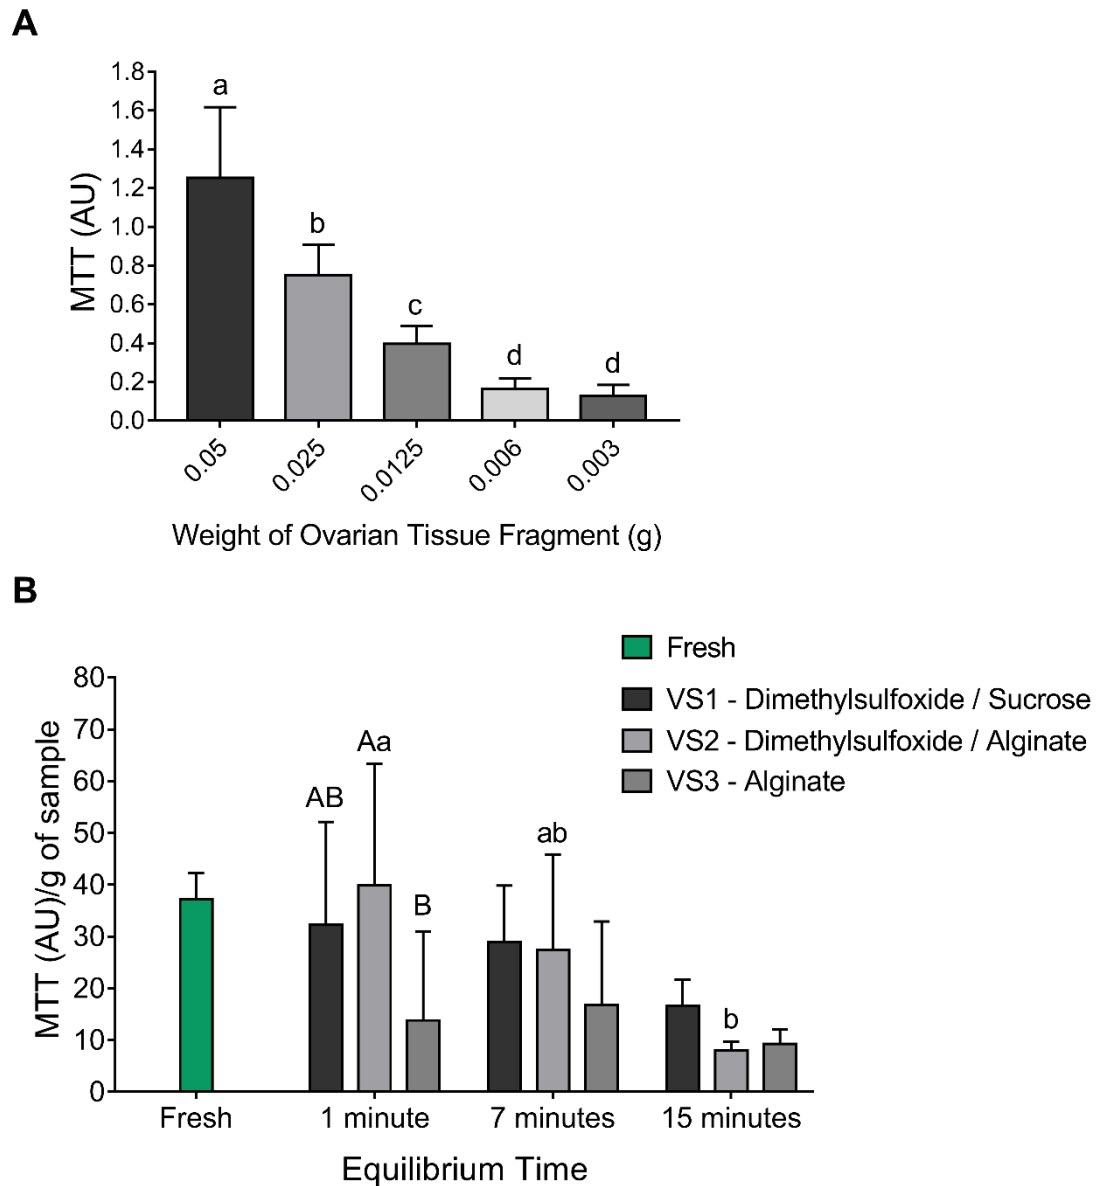 A
1.8
1.6
1.4
1.2
1.0
0.8
0.6
0.4
0.2
0.0
MTT (AU)
a
b
c
d
d
0.05
0.025
0.0125
0.006
0.003
Weight of Ovarian Tissue Fragment (g)
B
Fresh
VS1 - Dimethylsulfoxide / Sucrose
VS2 - Dimethylsulfoxide / Alginate
VS3 - Alginate
80
70
60
50
40
30
20
10
0
MTT (AU)/g of sample
AB
Aa
B
ab
b
Fresh
1 minute
7 minutes
15 minutes
Equilibrium Time